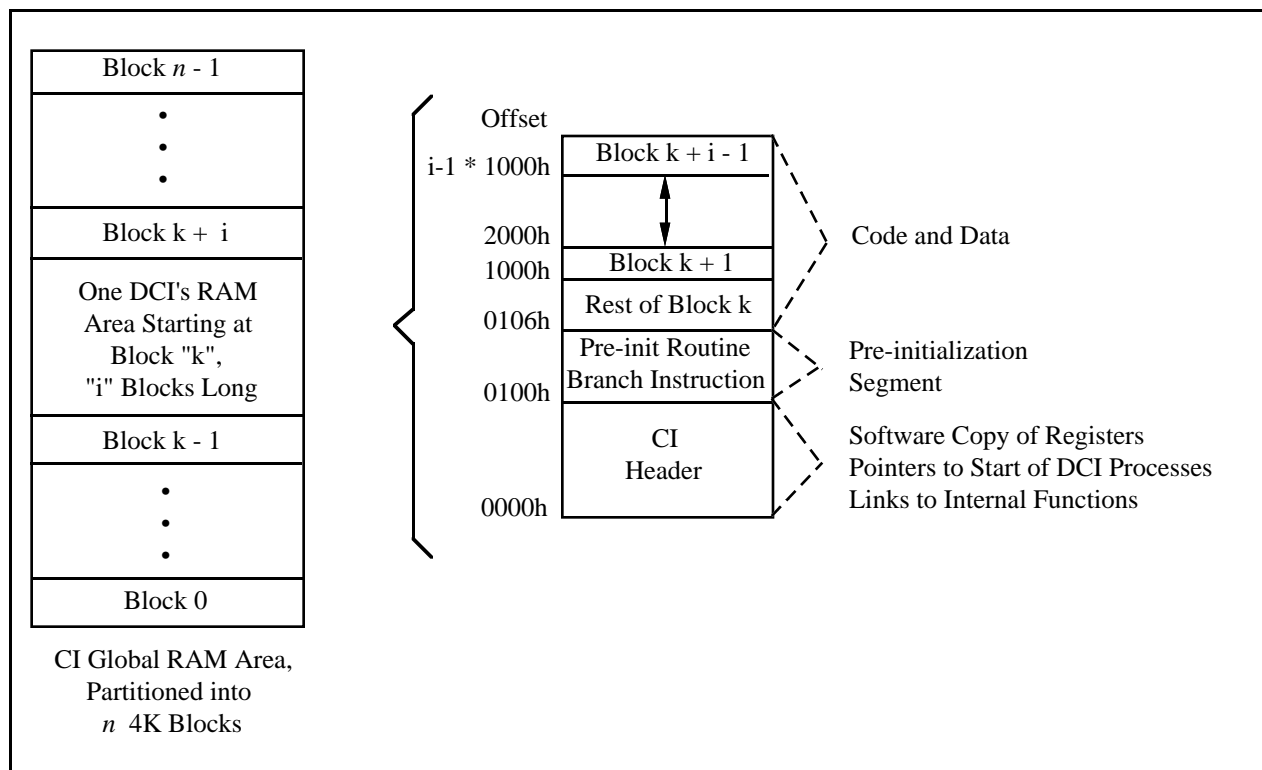 Block n - 1
Block k + i
One DCI's RAM
Area Starting at
Block "k",
"i" Blocks Long
Block k - 1
Block 0
CI Global RAM Area,
Partitioned into
n 4K Blocks
Offset
i-1 * 1000h
2000h
1000h
0106h
0100h
0000h
Block k + i - 1
Block k + 1
Rest of Block k
Pre-init Routine
Branch Instruction
CI
Header
Code and Data
Pre-initialization
Segment
Software Copy of Registers
Pointers to Start of DCI Processes
Links to Internal Functions